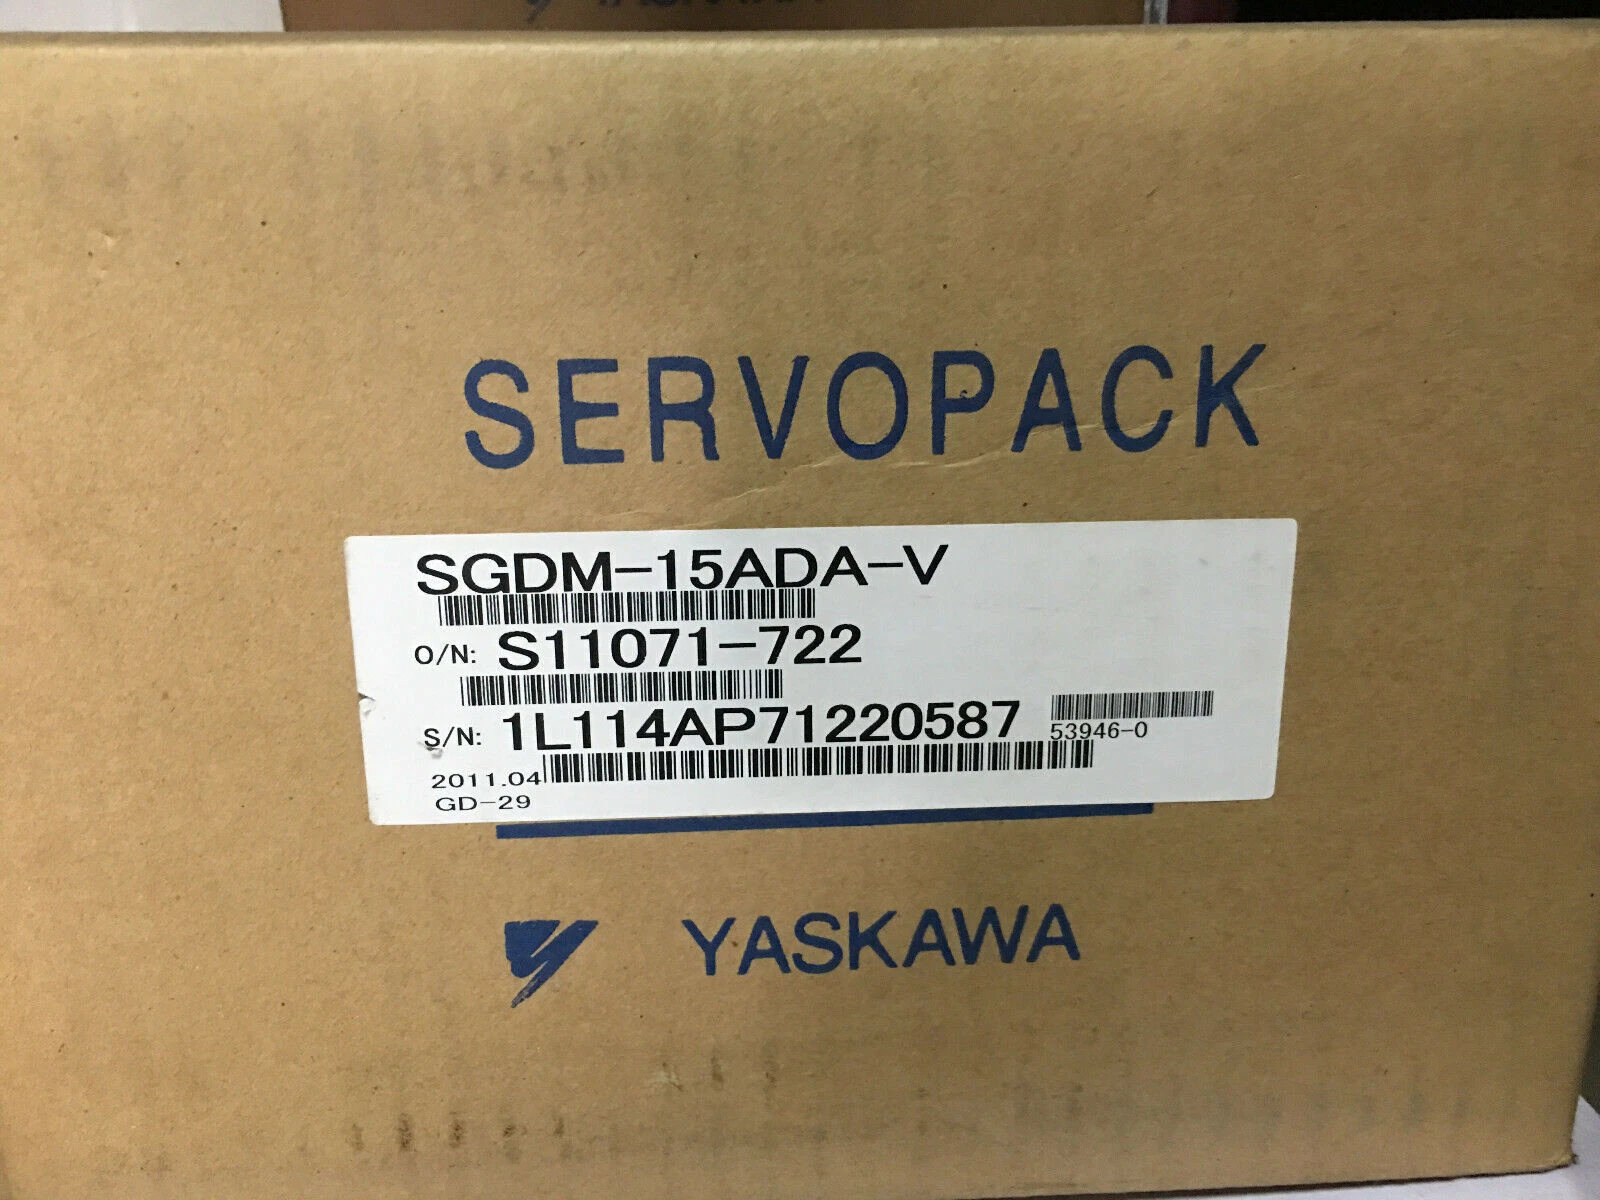 SERVOPACK
SGDM-15ADA-V
O/N: S11071-722
S/N: 1L114AP71220587
53946-0
2011.04
GD-29
YASKAWA